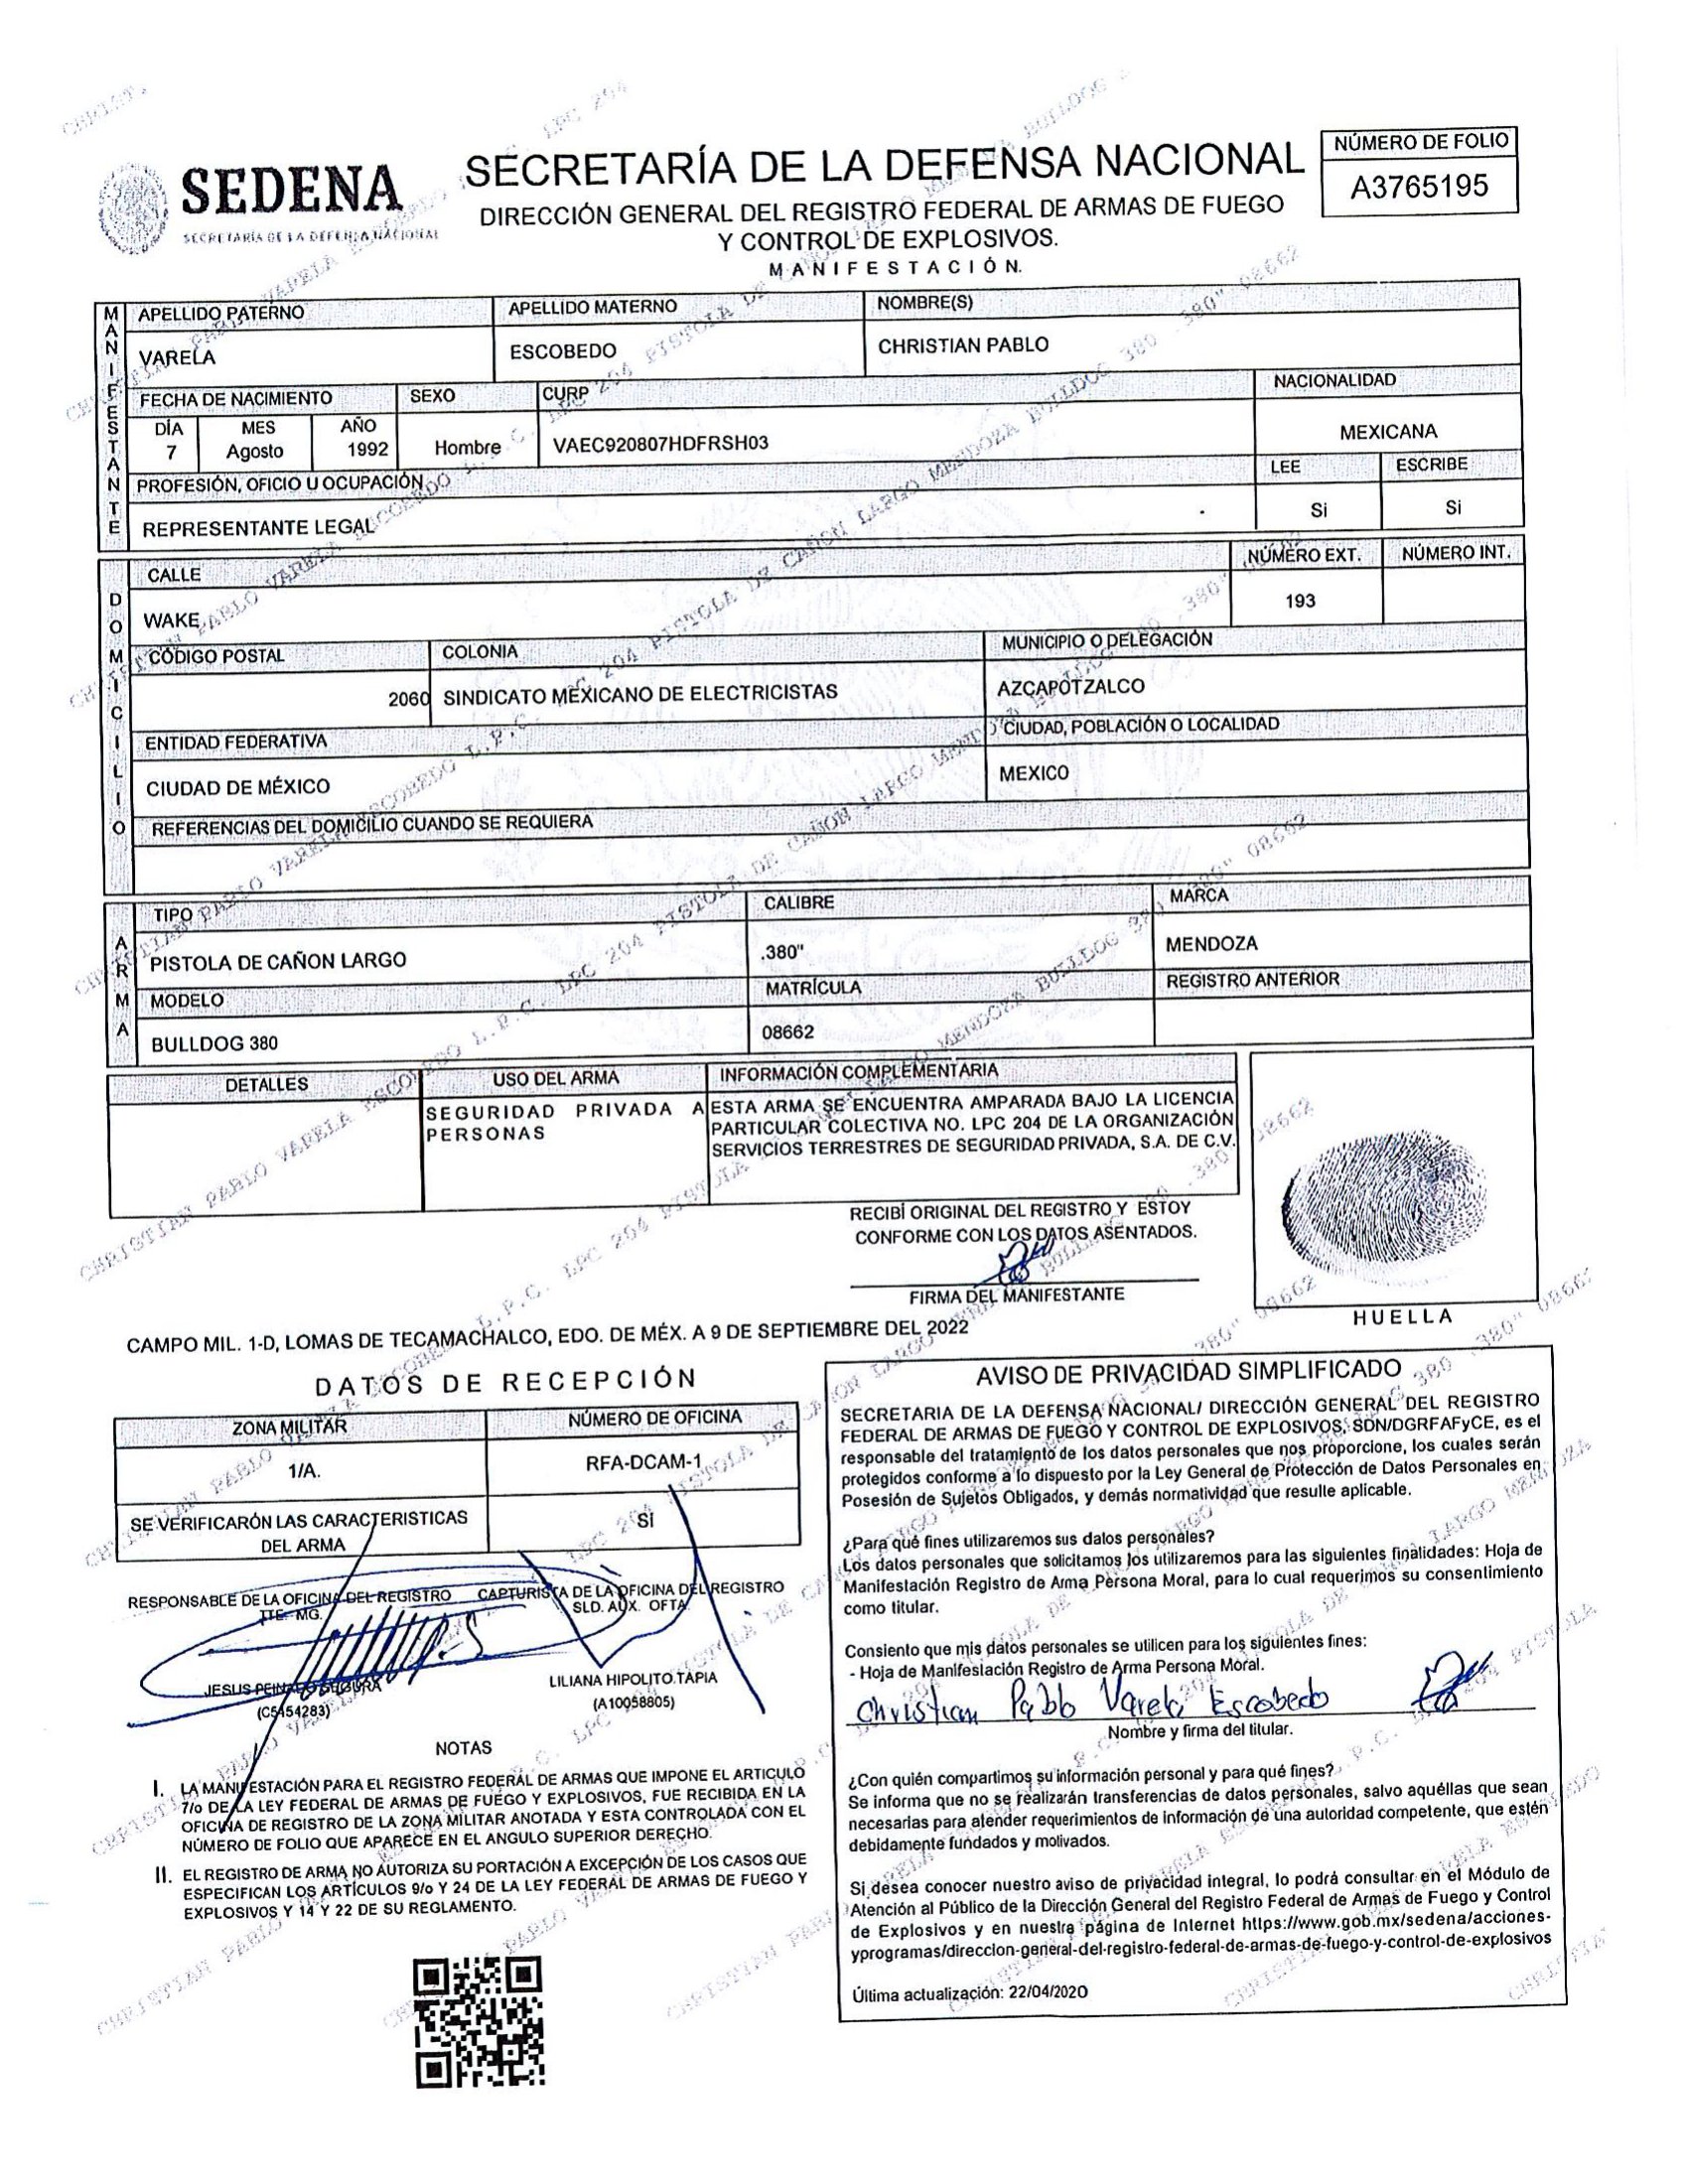 SEDENA
SECRETARÍA DE LA DEFENSA NACIONAL
SECRETARÍA DE LA DEFENSA NACIONAL
DIRECCIÓN GENERAL DEL REGISTRO FEDERAL DE ARMAS DE FUEGO
Y CONTROL DE EXPLOSIVOS.
MANIFESTACIÓN.
NÚMERO DE FOLIO
A3765195
MANIFESTANTE
APELLIDO PATERNO APELLIDO MATERNO NOMBRE(S)
VARELA ESCOBEDO CHRISTIAN PABLO
FECHA DE NACIMIENTO SEXO CURP NACIONALIDAD
DÍA MES AÑO
7 Agosto 1992 Hombre VAEC920807HDFRSH03 MEXICANA
PROFESIÓN, OFICIO U OCUPACIÓN LEE ESCRIBE
REPRESENTANTE LEGAL Si Si
DOMICILIO
CALLE NÚMERO EXT. NÚMERO INT.
WAKE 193
CÓDIGO POSTAL COLONIA MUNICIPIO O DELEGACIÓN
2060 SINDICATO MEXICANO DE ELECTRICISTAS AZCAPOTZALCO
ENTIDAD FEDERATIVA CIUDAD, POBLACIÓN O LOCALIDAD
CIUDAD DE MÉXICO MEXICO
REFERENCIAS DEL DOMICILIO CUANDO SE REQUIERA
ARMA
TIPO CALIBRE MARCA
PISTOLA DE CAÑON LARGO .380" MENDOZA
MODELO MATRÍCULA REGISTRO ANTERIOR
BULLDOG 380 08662
DETALLES USO DEL ARMA INFORMACIÓN COMPLEMENTARIA
SEGURIDAD PRIVADA A
PERSONAS
ESTA ARMA SE ENCUENTRA AMPARADA BAJO LA LICENCIA
PARTICULAR COLECTIVA NO. LPC 204 DE LA ORGANIZACIÓN
SERVICIOS TERRESTRES DE SEGURIDAD PRIVADA, S.A. DE C.V.
RECIBÍ ORIGINAL DEL REGISTRO Y ESTOY
CONFORME CON LOS DATOS ASENTADOS.
FIRMA DEL MANIFESTANTE
HUELLA
CAMPO MIL. 1-D, LOMAS DE TECAMACHALCO, EDO. DE MÉX. A 9 DE SEPTIEMBRE DEL 2022
DATOS DE RECEPCIÓN
ZONA MILITAR NÚMERO DE OFICINA
1/A. RFA-DCAM-1
SE VERIFICARÓN LAS CARACTERISTICAS
DEL ARMA
SI
RESPONSABLE DE LA OFICINA DEL REGISTRO
TTE. MG.
JESUS PEINADO SEGURA
(C5454283)
CAPTURISTA DE LA OFICINA DEL REGISTRO
SLD. AUX. OFTA.
LILIANA HIPOLITO TAPIA
(A10058805)
NOTAS
I. LA MANIFESTACIÓN PARA EL REGISTRO FEDERAL DE ARMAS QUE IMPONE EL ARTICULO
7/o DE LA LEY FEDERAL DE ARMAS DE FUEGO Y EXPLOSIVOS, FUE RECIBIDA EN LA
OFICINA DE REGISTRO DE LA ZONA MILITAR ANOTADA Y ESTA CONTROLADA CON EL
NÚMERO DE FOLIO QUE APARECE EN EL ANGULO SUPERIOR DERECHO.
II. EL REGISTRO DE ARMA NO AUTORIZA SU PORTACIÓN A EXCEPCIÓN DE LOS CASOS QUE
ESPECIFICAN LOS ARTÍCULOS 9/o Y 24 DE LA LEY FEDERAL DE ARMAS DE FUEGO Y
EXPLOSIVOS Y 14 Y 22 DE SU REGLAMENTO.
AVISO DE PRIVACIDAD SIMPLIFICADO
SECRETARIA DE LA DEFENSA NACIONAL/ DIRECCIÓN GENERAL DEL REGISTRO
FEDERAL DE ARMAS DE FUEGO Y CONTROL DE EXPLOSIVOS, SDN/DGRFAFyCE, es el
responsable del tratamiento de los datos personales que nos proporcione, los cuales serán
protegidos conforme a lo dispuesto por la Ley General de Protección de Datos Personales en
Posesión de Sujetos Obligados, y demás normatividad que resulte aplicable.
¿Para qué fines utilizaremos sus datos personales?
Los datos personales que solicitamos los utilizaremos para las siguientes finalidades: Hoja de
Manifestación Registro de Arma Persona Moral, para lo cual requerimos su consentimiento
como titular.
Consiento que mis datos personales se utilicen para los siguientes fines:
- Hoja de Manifestación Registro de Arma Persona Moral.
Christian Pablo Varela Escobedo
Nombre y firma del titular.
¿Con quién compartimos su información personal y para qué fines?
Se informa que no se realizarán transferencias de datos personales, salvo aquéllas que sean
necesarias para atender requerimientos de información de una autoridad competente, que estén
debidamente fundados y motivados.
Si desea conocer nuestro aviso de privacidad integral, lo podrá consultar en el Módulo de
Atención al Público de la Dirección General del Registro Federal de Armas de Fuego y Control
de Explosivos y en nuestra página de Internet https://www.gob.mx/sedena/acciones-
yprogramas/direccion-general-del-registro-federal-de-armas-de-fuego-y-control-de-explosivos
Última actualización: 22/04/2020